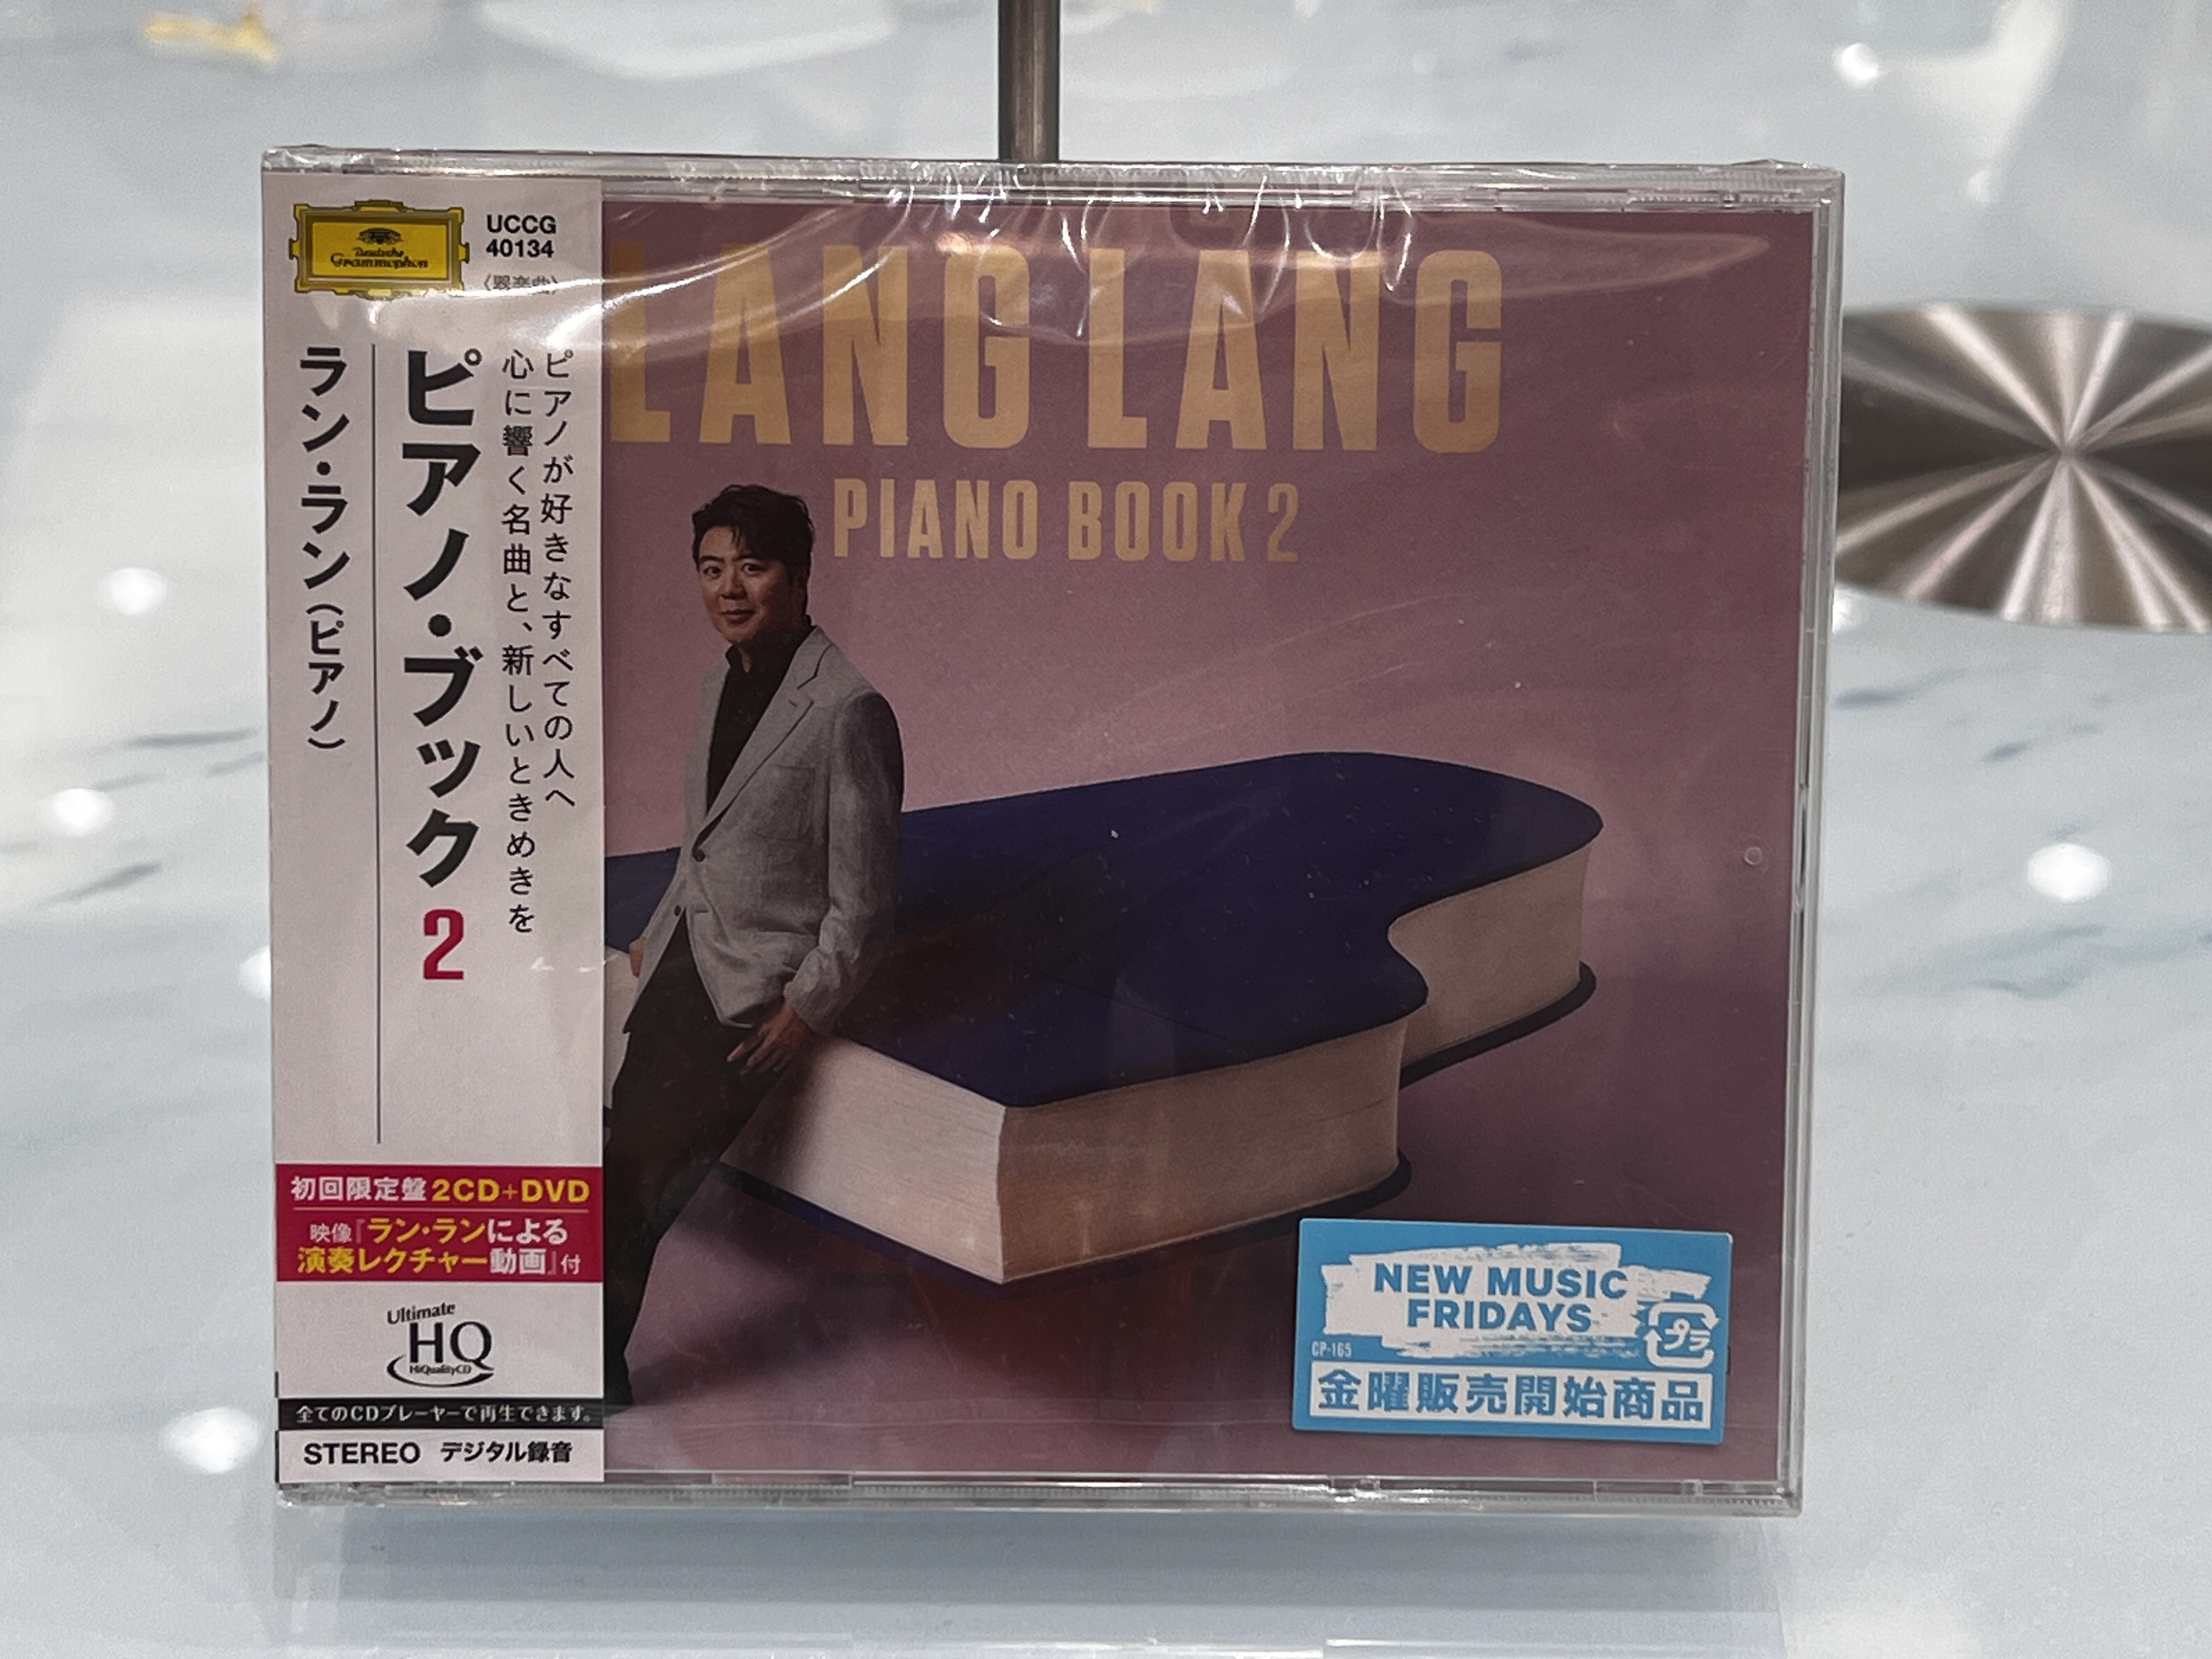 Deutsche
Grammophon
UCCG
40134
〈器楽曲〉
ピアノが好きなすべての人へ
心に響く名曲と、新しいときめきを
ピアノ・ブック2
ラン・ラン(ピアノ)
初回限定盤2CD+DVD
映像『ラン・ランによる
演奏レクチャー動画』付
Ultimate
HQ
HiQualityCD
全てのCDプレーヤーで再生できます。
STEREO デジタル録音
LANG LANG
PIANO BOOK 2
NEW MUSIC
FRIDAYS
CP-165
プラ
金曜販売開始商品